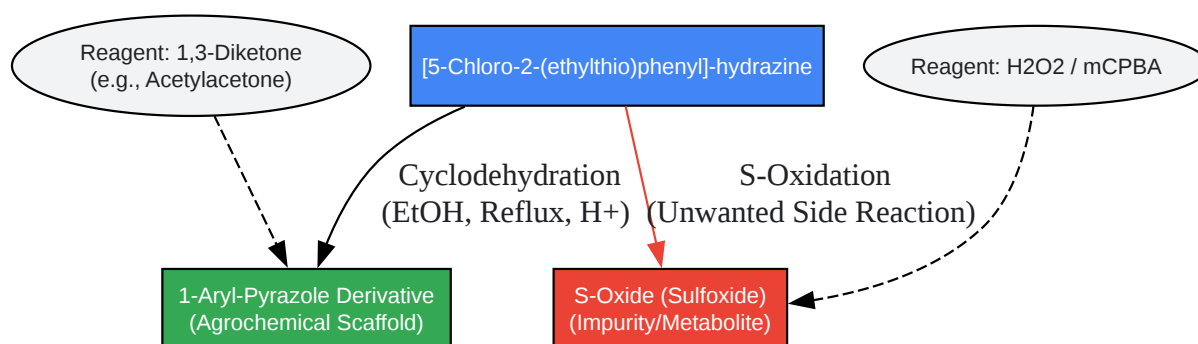 Reagent: 1,3-Diketone
(e.g., Acetylacetone)
[5-Chloro-2-(ethylthio)phenyl]-hydrazine
Reagent: H2O2 / mCPBA
Cyclodehydration
(EtOH, Reflux, H+)
S-Oxidation
(Unwanted Side Reaction)
1-Aryl-Pyrazole Derivative
(Agrochemical Scaffold)
S-Oxide (Sulfoxide)
(Impurity/Metabolite)